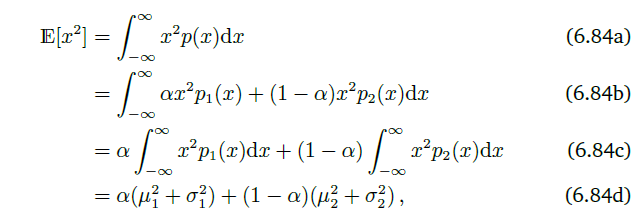 𝔼[x²] = ∫_{-∞}^{∞} x²p(x)dx (6.84a)
= ∫_{-∞}^{∞} αx²p₁(x) + (1 − α)x²p₂(x)dx (6.84b)
= α ∫_{-∞}^{∞} x²p₁(x)dx + (1 − α) ∫_{-∞}^{∞} x²p₂(x)dx (6.84c)
= α(μ₁² + σ₁²) + (1 − α)(μ₂² + σ₂²) , (6.84d)